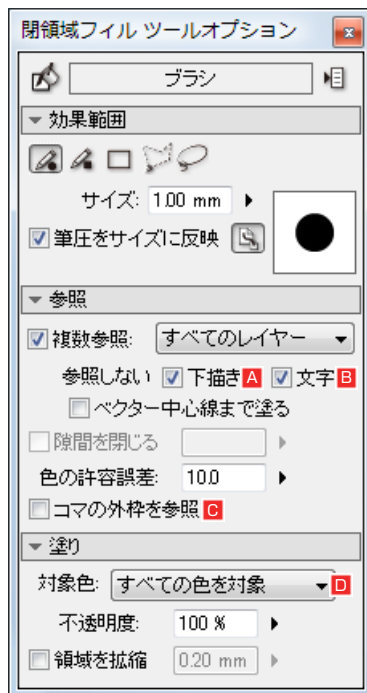 閉領域フィル ツールオプション
ブラシ
効果範囲
サイズ: 1.00 mm
筆圧をサイズに反映
参照
複数参照: すべてのレイヤー
参照しない 下描き A 文字 B
ベクター中心線まで塗る
隙間を閉じる
色の許容誤差: 10.0
コマの外枠を参照 C
塗り
対象色: すべての色を対象 D
不透明度: 100 %
領域を拡縮 0.20 mm